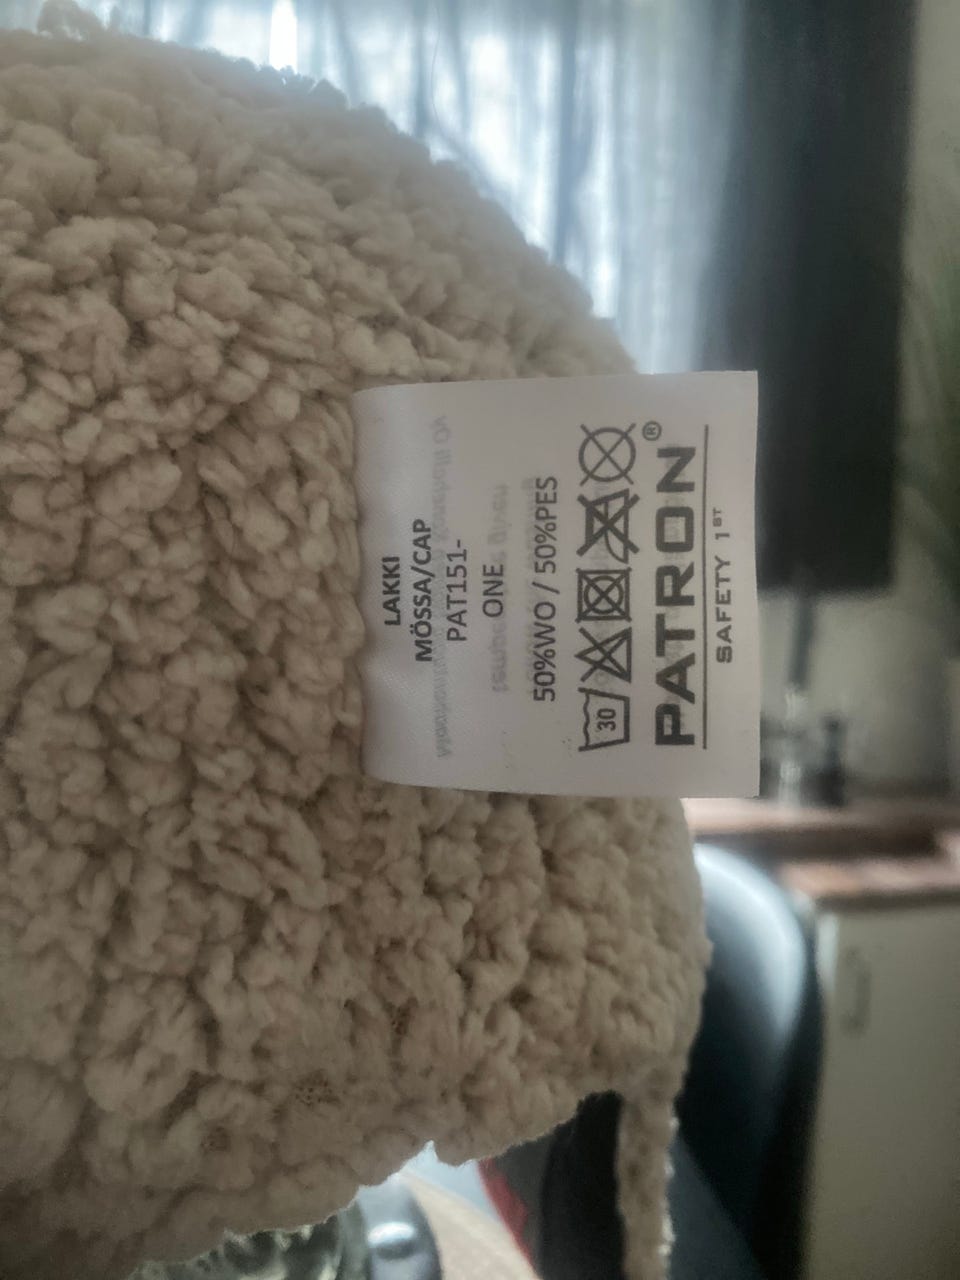 LAKKI
MÖSSA/CAP
PAT151-
ONE
50%WO / 50%PES
30
PATRON®
SAFETY 1ST